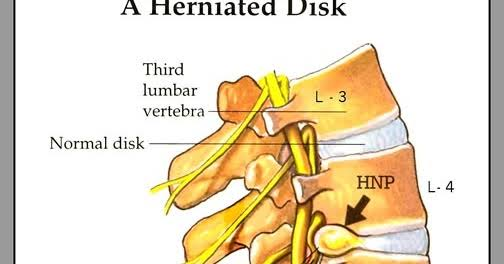 A Herniated Disk
Third
lumbar
vertebra
L - 3
Normal disk
HNP
L- 4